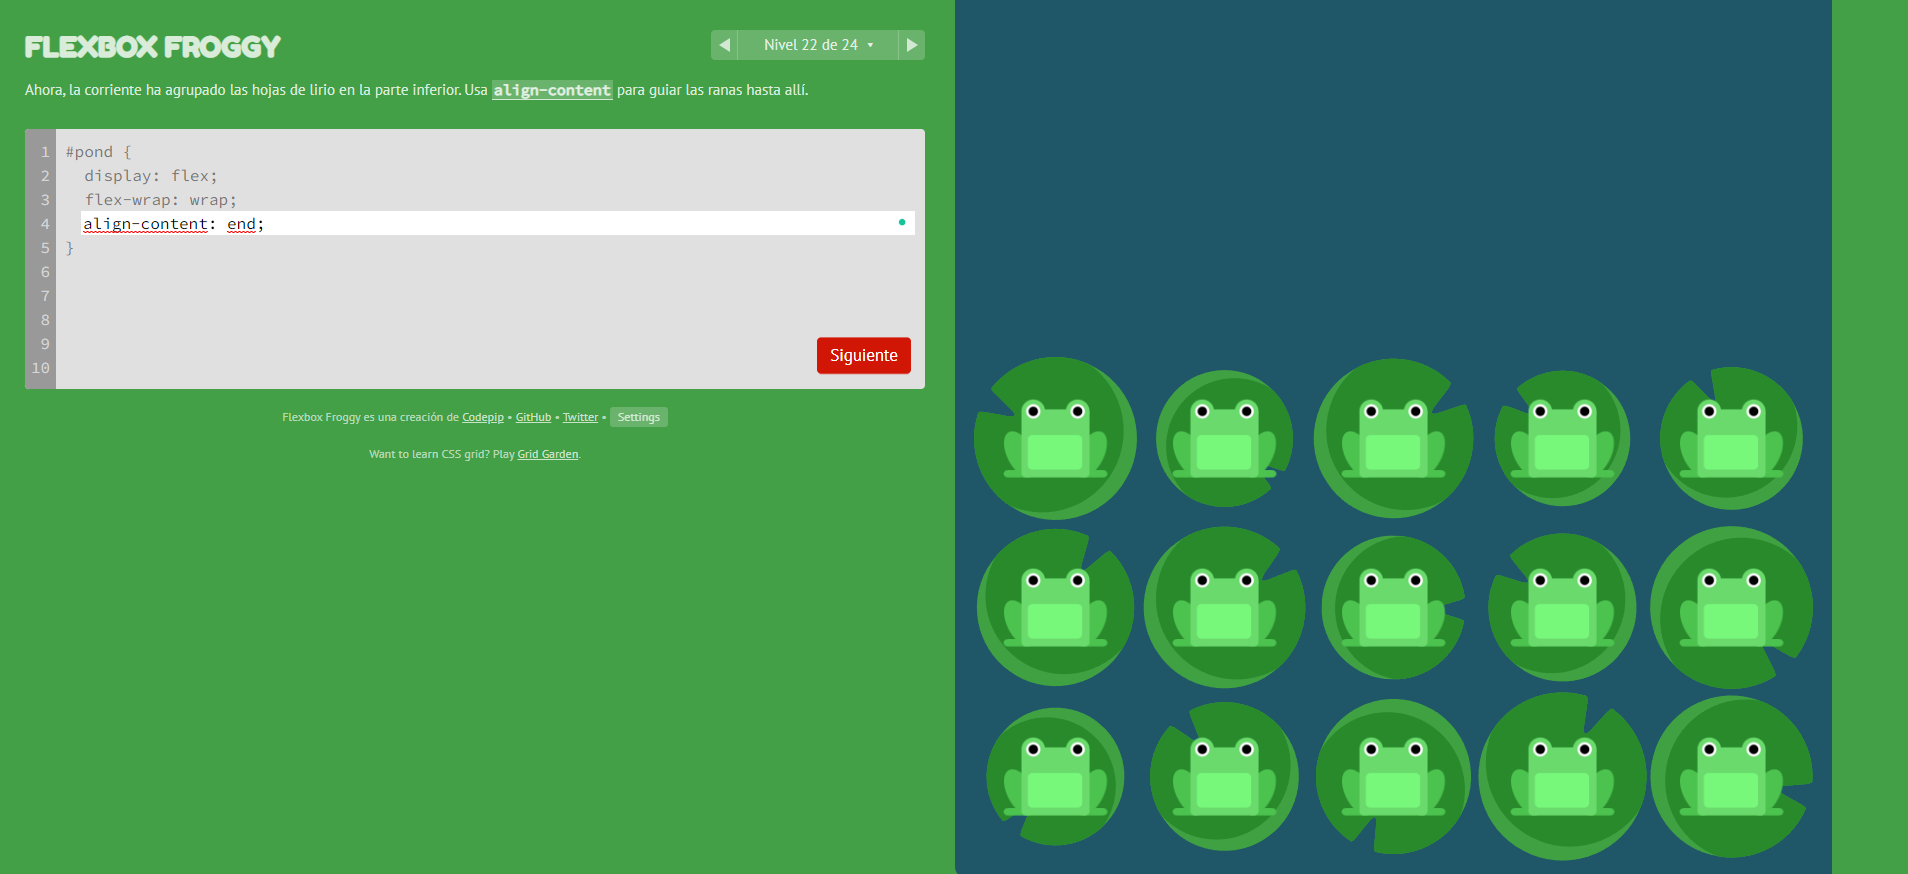 FLEXBOX FROGGY
Nivel 22 de 24
Ahora, la corriente ha agrupado las hojas de lirio en la parte inferior. Usa align-content para guiar las ranas hasta allí.
1 #pond {
2 display: flex;
3 flex-wrap: wrap;
4 align-content: end;
5 }
6
7
8
9
10
Siguiente
Flexbox Froggy es una creación de Codepip • GitHub • Twitter • Settings
Want to learn CSS grid? Play Grid Garden.